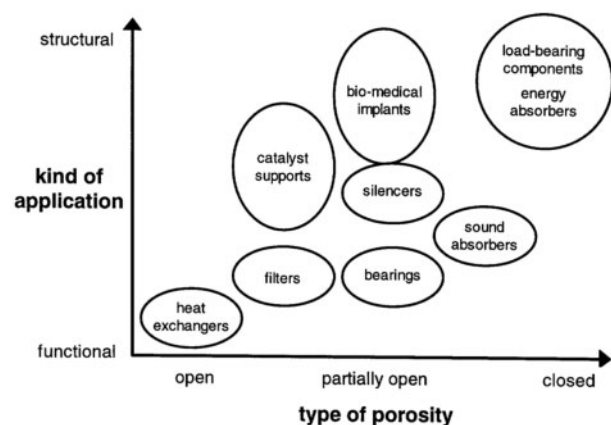 structural
load-bearing
components
energy
absorbers
bio-medical
implants
catalyst
supports
kind of
application
silencers
sound
absorbers
filters
bearings
heat
exchangers
functional
open
partially open
closed
type of porosity